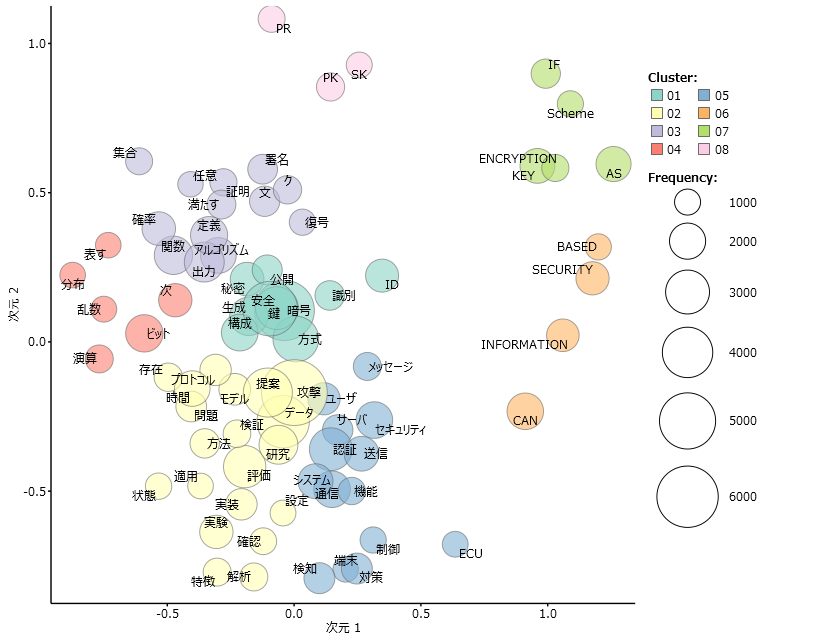 PR
1.0
SK
PK
IF
Scheme
集合
署名
ENCRYPTION
任意
KEY
AS
0.5
証明
ク
文
満たす
確率
復号
定義
関数
アルゴリズム
BASED
表す
出力
SECURITY
分布
公開
ID
秘密
次
識別
安全
乱数
生成
鍵
暗号
構成
0.0
ビット
方式
INFORMATION
演算
存在
メッセージ
プロトコル
提案
攻撃
時間
モデル
ユーザ
問題
データ
サーバ
CAN
検証
セキュリティ
方法
認証
研究
送信
適用
評価
システム
-0.5
状態
通信
機能
実装
設定
実験
確認
制御
ECU
端末
検知
特徴
解析
対策
-0.5
0.0
0.5
1.0
次元 1
次元 2
Cluster:
01 05
02 06
03 07
04 08
Frequency:
1000
2000
3000
4000
5000
6000